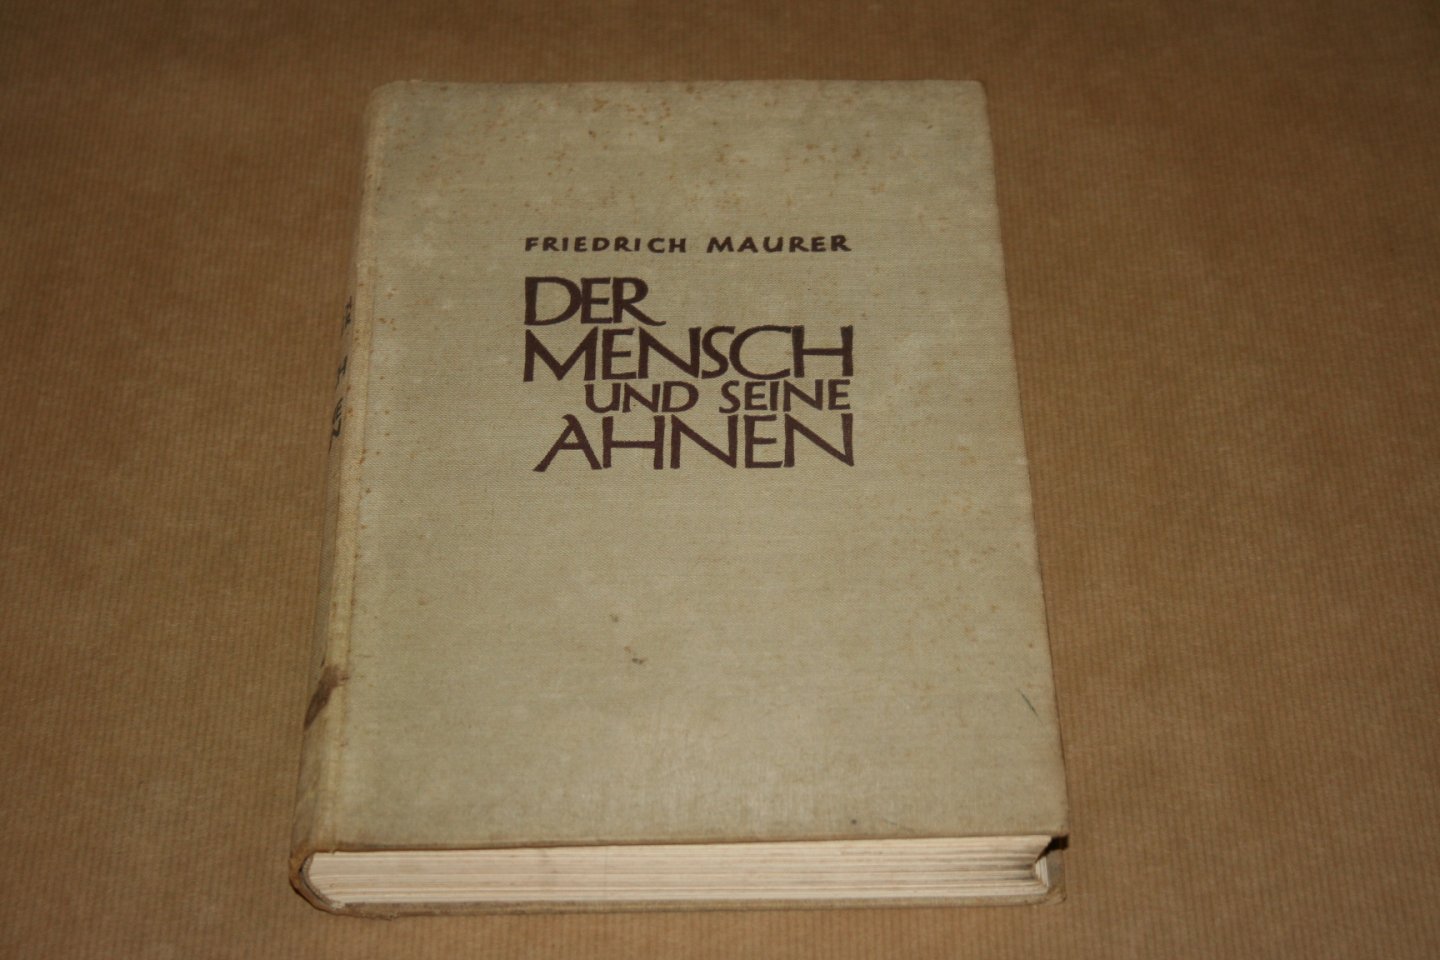 FRIEDRICH MAURER
DER
MENSCH
UND SEINE
AHNEN